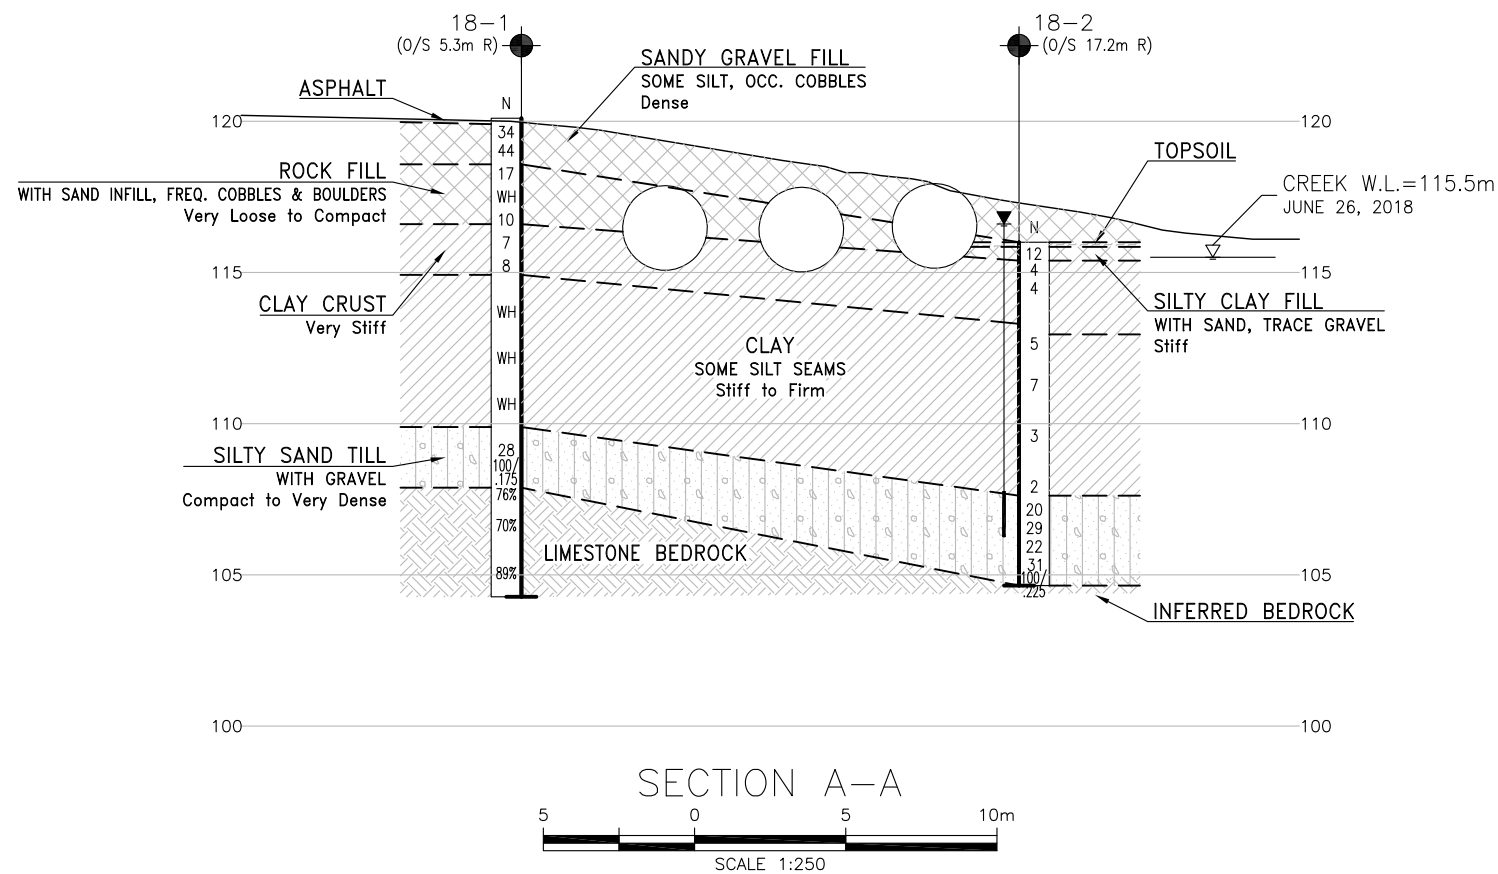 18-1
(O/S 5.3m R)
18-2
(O/S 17.2m R)
SANDY GRAVEL FILL
SOME SILT, OCC. COBBLES
Dense
ASPHALT
N
120
120
34
44
17
WH
10
7
8
WH
WH
WH
28
100/
.175
76%
70%
89%
ROCK FILL
WITH SAND INFILL, FREQ. COBBLES & BOULDERS
Very Loose to Compact
TOPSOIL
CREEK W.L.=115.5m
JUNE 26, 2018
N
12
4
4
5
7
3
2
20
29
22
31
100/
.225
115
115
CLAY CRUST
Very Stiff
SILTY CLAY FILL
WITH SAND, TRACE GRAVEL
Stiff
CLAY
SOME SILT SEAMS
Stiff to Firm
110
110
SILTY SAND TILL
WITH GRAVEL
Compact to Very Dense
LIMESTONE BEDROCK
105
105
INFERRED BEDROCK
100
100
SECTION A-A
5 0 5 10m
SCALE 1:250